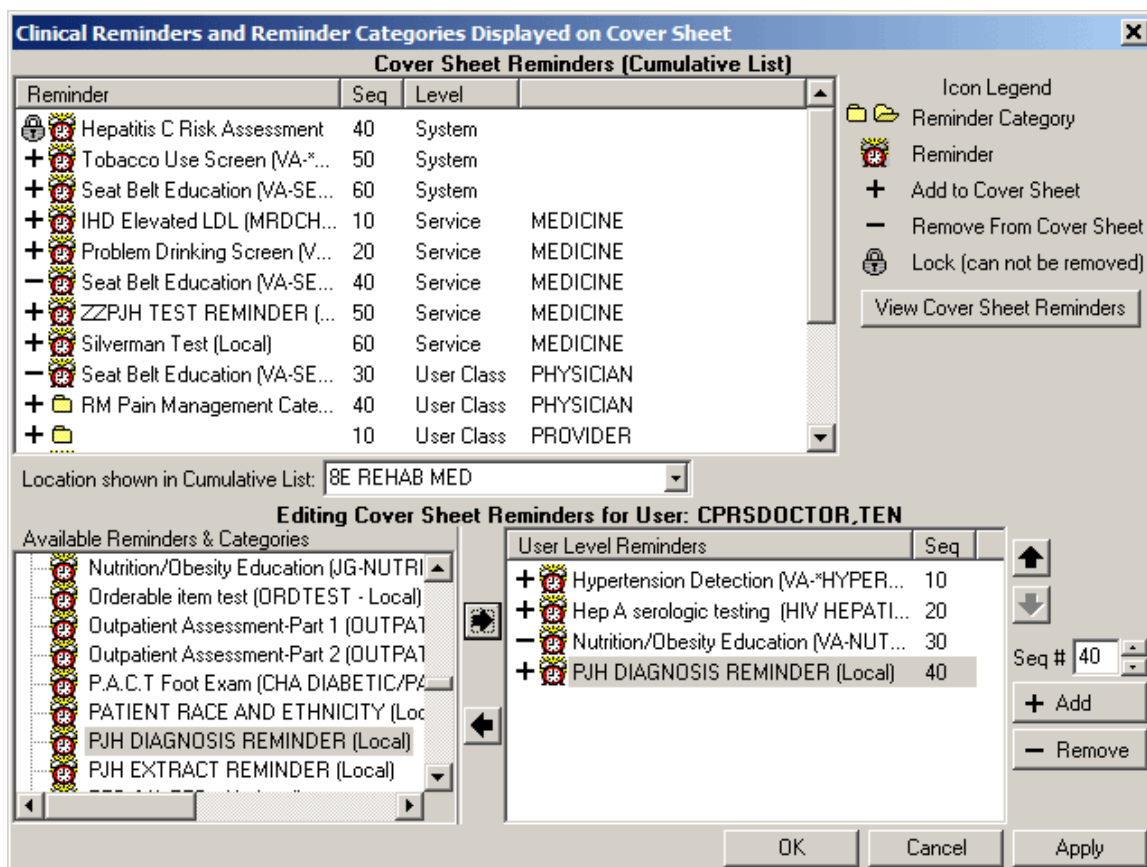 Clinical Reminders and Reminder Categories Displayed on Cover Sheet
Cover Sheet Reminders (Cumulative List)
Reminder Seq Level
Hepatitis C Risk Assessment 40 System
+ Tobacco Use Screen (VA-*... 50 System
+ Seat Belt Education (VA-SE... 60 System
+ IHD Elevated LDL (MRDCH... 10 Service MEDICINE
+ Problem Drinking Screen (V... 20 Service MEDICINE
− Seat Belt Education (VA-SE... 40 Service MEDICINE
+ ZZPJH TEST REMINDER (... 50 Service MEDICINE
+ Silverman Test (Local) 60 Service MEDICINE
− Seat Belt Education (VA-SE... 30 User Class PHYSICIAN
+ RM Pain Management Cate... 40 User Class PHYSICIAN
+ 10 User Class PROVIDER
Icon Legend
Reminder Category
Reminder
+ Add to Cover Sheet
− Remove From Cover Sheet
Lock (can not be removed)
View Cover Sheet Reminders
Location shown in Cumulative List: 8E REHAB MED
Editing Cover Sheet Reminders for User: CPRSDOCTOR,TEN
Available Reminders & Categories
Nutrition/Obesity Education (JG-NUTRI
Orderable item test (ORDTEST - Local)
Outpatient Assessment-Part 1 (OUTPAT
Outpatient Assessment-Part 2 (OUTPAT
P.A.C.T Foot Exam (CHA DIABETIC/PA
PATIENT RACE AND ETHNICITY (Loc
PJH DIAGNOSIS REMINDER (Local)
PJH EXTRACT REMINDER (Local)
User Level Reminders Seq
+ Hypertension Detection (VA-*HYPER... 10
+ Hep A serologic testing (HIV HEPATI... 20
− Nutrition/Obesity Education (VA-NUT... 30
+ PJH DIAGNOSIS REMINDER (Local) 40
Seq # 40
+ Add
− Remove
OK Cancel Apply